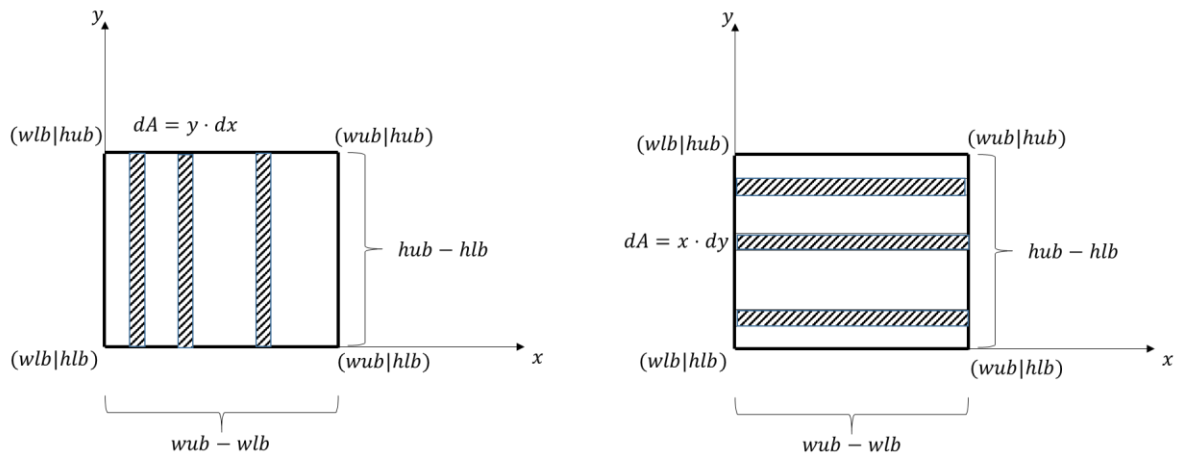 y
(wlb|hub)
dA = y · dx
(wub|hub)
hub − hlb
(wlb|hlb)
(wub|hlb)
x
wub − wlb
y
(wlb|hub)
(wub|hub)
dA = x · dy
hub − hlb
(wlb|hlb)
(wub|hlb)
x
wub − wlb